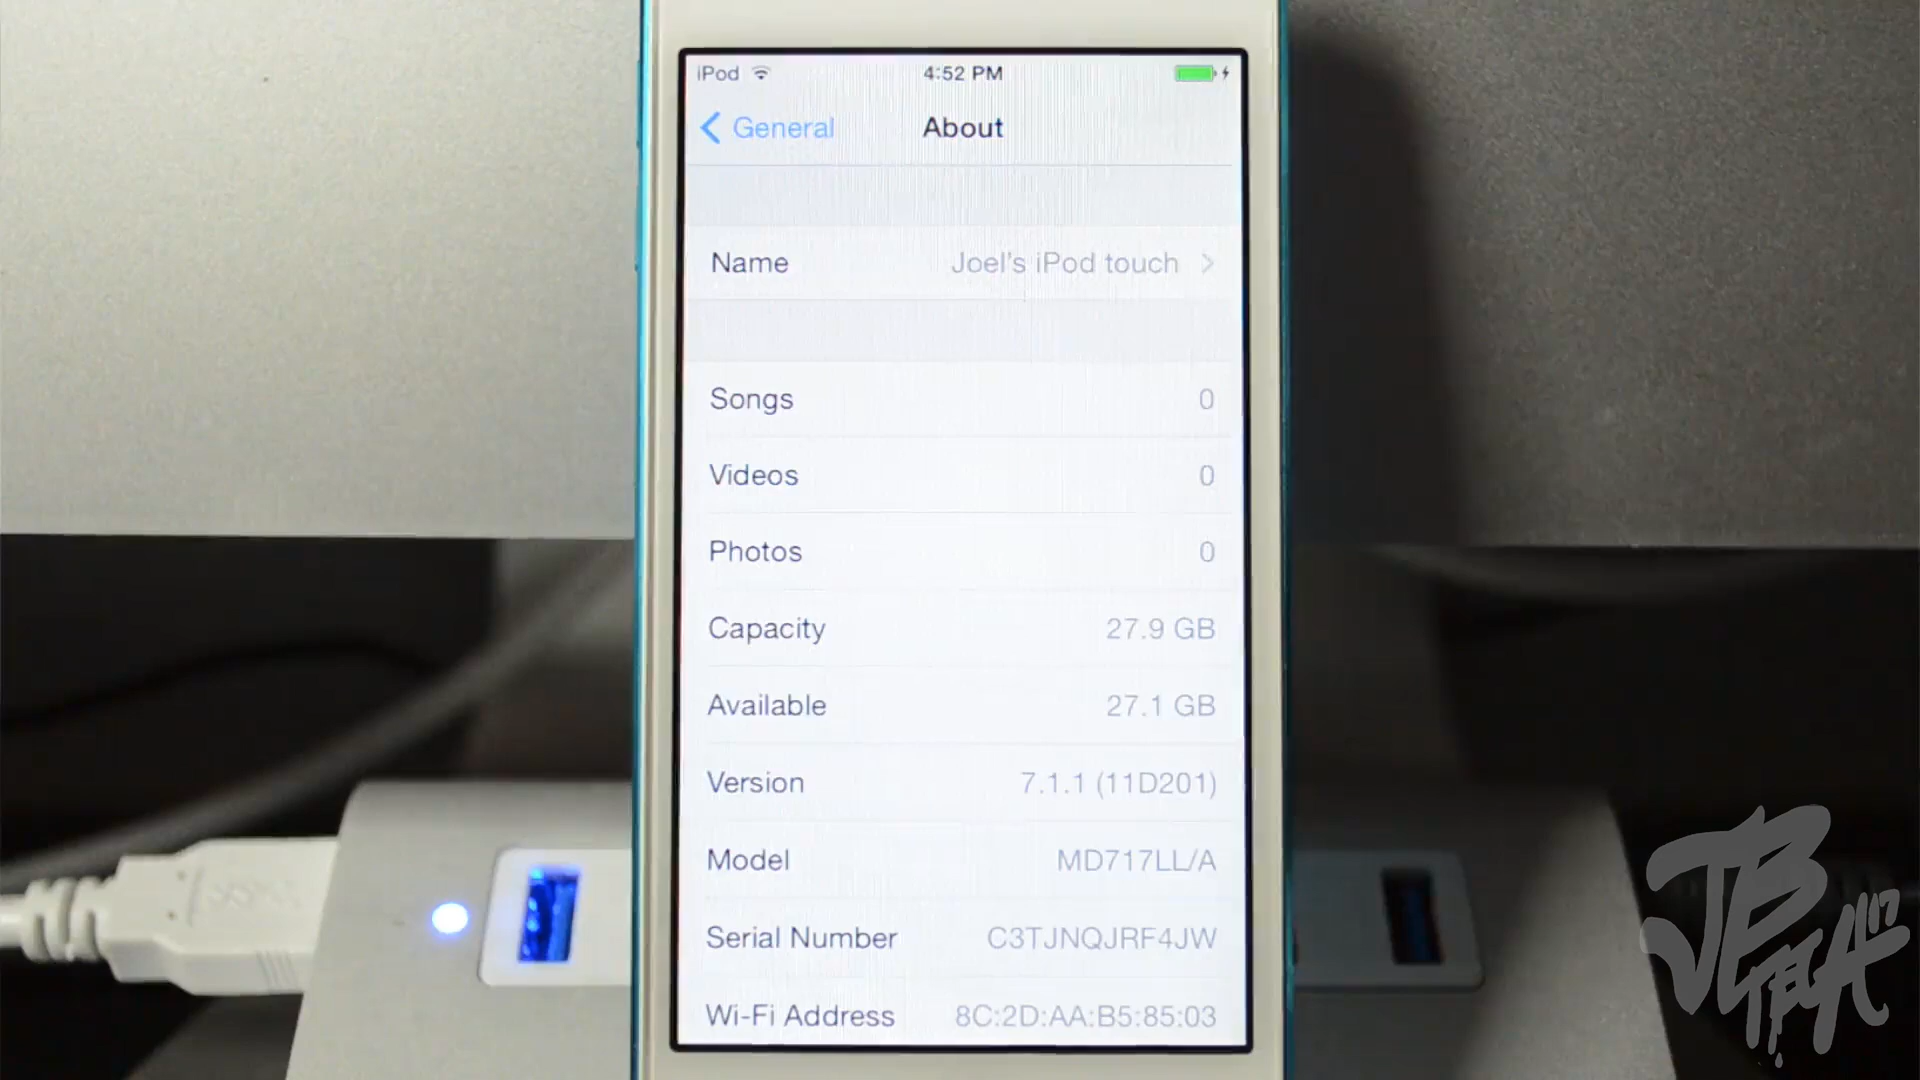 iPod 4:52 PM
General About
Name Joel's iPod touch
Songs 0
Videos 0
Photos 0
Capacity 27.9 GB
Available 27.1 GB
Version 7.1.1 (11D201)
Model MD717LL/A
Serial Number C3TJNQJRF4JW
Wi-Fi Address 8C:2D:AA:B5:85:03
JB